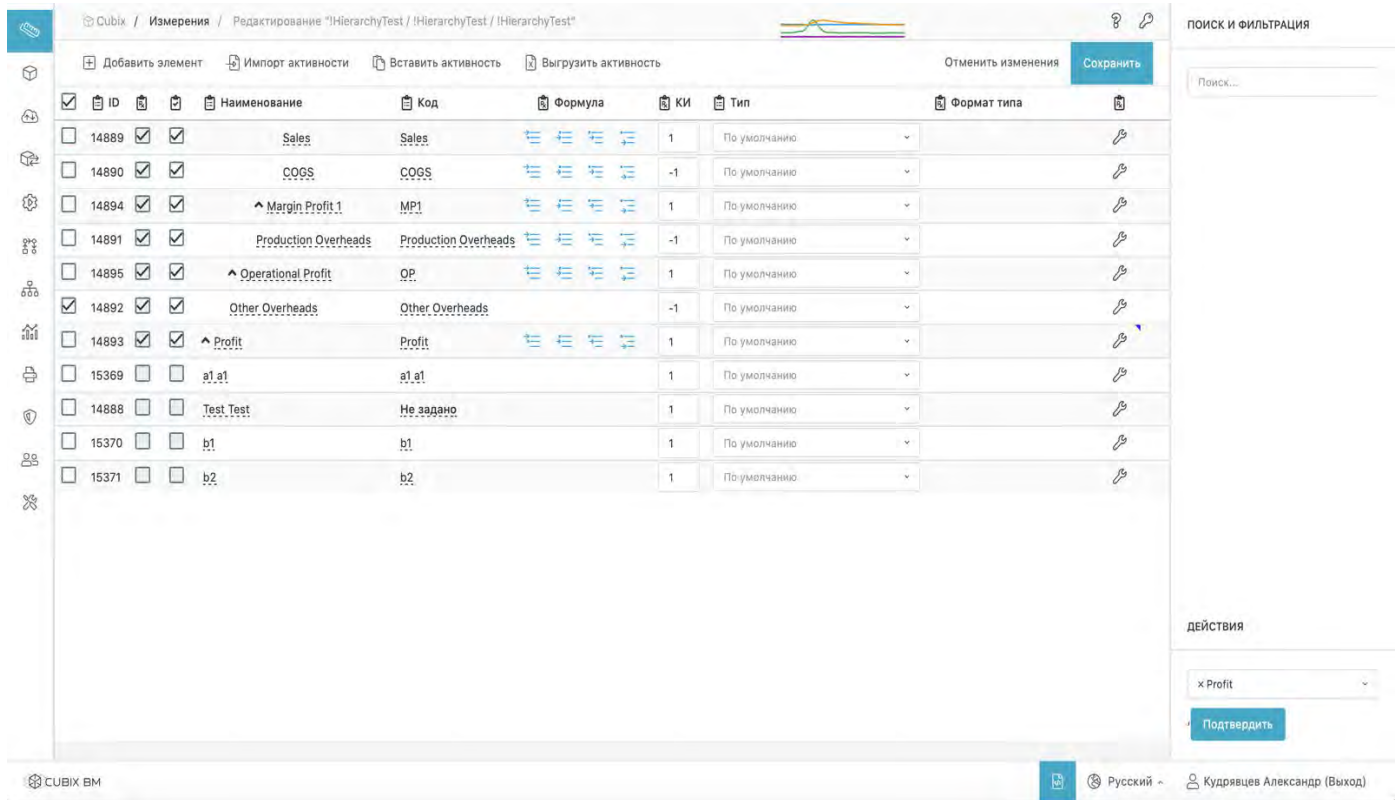 Cubix / Измерения / Редактирование "!HierarchyTest / !HierarchyTest / !HierarchyTest"
ПОИСК И ФИЛЬТРАЦИЯ
Добавить элемент Импорт активности Вставить активность Выгрузить активность Отменить изменения Сохранить
Поиск...
ID Наименование Код Формула КИ Тип Формат типа
14889 Sales Sales 1 По умолчанию
14890 COGS COGS -1 По умолчанию
14894 Margin Profit 1 MP1 1 По умолчанию
14891 Production Overheads Production Overheads -1 По умолчанию
14895 Operational Profit OP 1 По умолчанию
14892 Other Overheads Other Overheads -1 По умолчанию
14893 Profit Profit 1 По умолчанию
15369 a1 a1 a1 a1 1 По умолчанию
14888 Test Test Не задано 1 По умолчанию
15370 b1 b1 1 По умолчанию
15371 b2 b2 1 По умолчанию
ДЕЙСТВИЯ
× Profit
Подтвердить
CUBIX BM Русский Кудрявцев Александр (Выход)